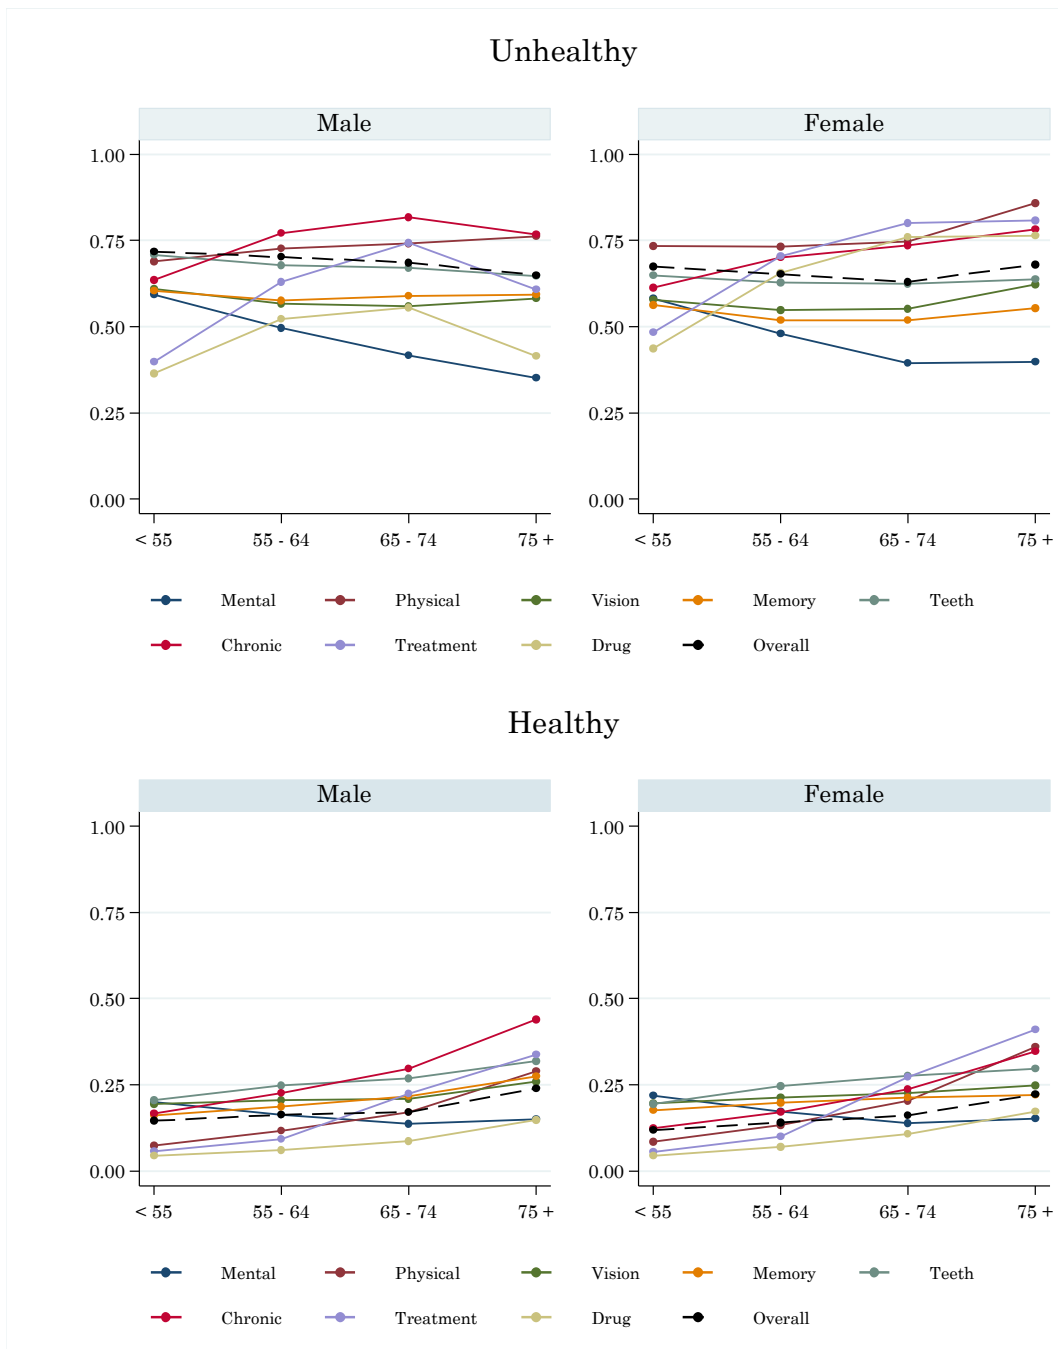 Unhealthy
Male Female
1.00 1.00
0.75 0.75
0.50 0.50
0.25 0.25
0.00 0.00
< 55 55 - 64 65 - 74 75 + < 55 55 - 64 65 - 74 75 +
Mental Physical Vision Memory Teeth
Chronic Treatment Drug Overall
Healthy
Male Female
1.00 1.00
0.75 0.75
0.50 0.50
0.25 0.25
0.00 0.00
< 55 55 - 64 65 - 74 75 + < 55 55 - 64 65 - 74 75 +
Mental Physical Vision Memory Teeth
Chronic Treatment Drug Overall